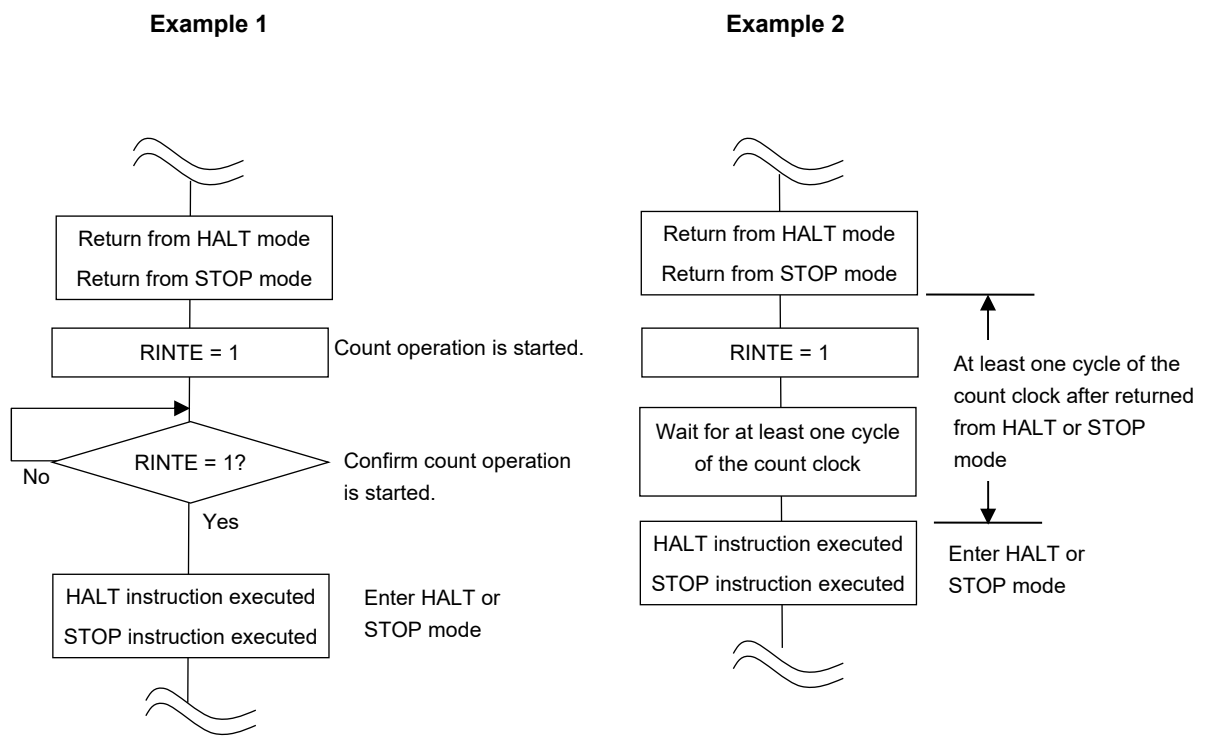 Example 1
Return from HALT mode
Return from STOP mode
RINTE = 1
Count operation is started.
RINTE = 1?
No
Confirm count operation
is started.
Yes
HALT instruction executed
STOP instruction executed
Enter HALT or
STOP mode
Example 2
Return from HALT mode
Return from STOP mode
RINTE = 1
Wait for at least one cycle
of the count clock
At least one cycle of the
count clock after returned
from HALT or STOP
mode
HALT instruction executed
STOP instruction executed
Enter HALT or
STOP mode